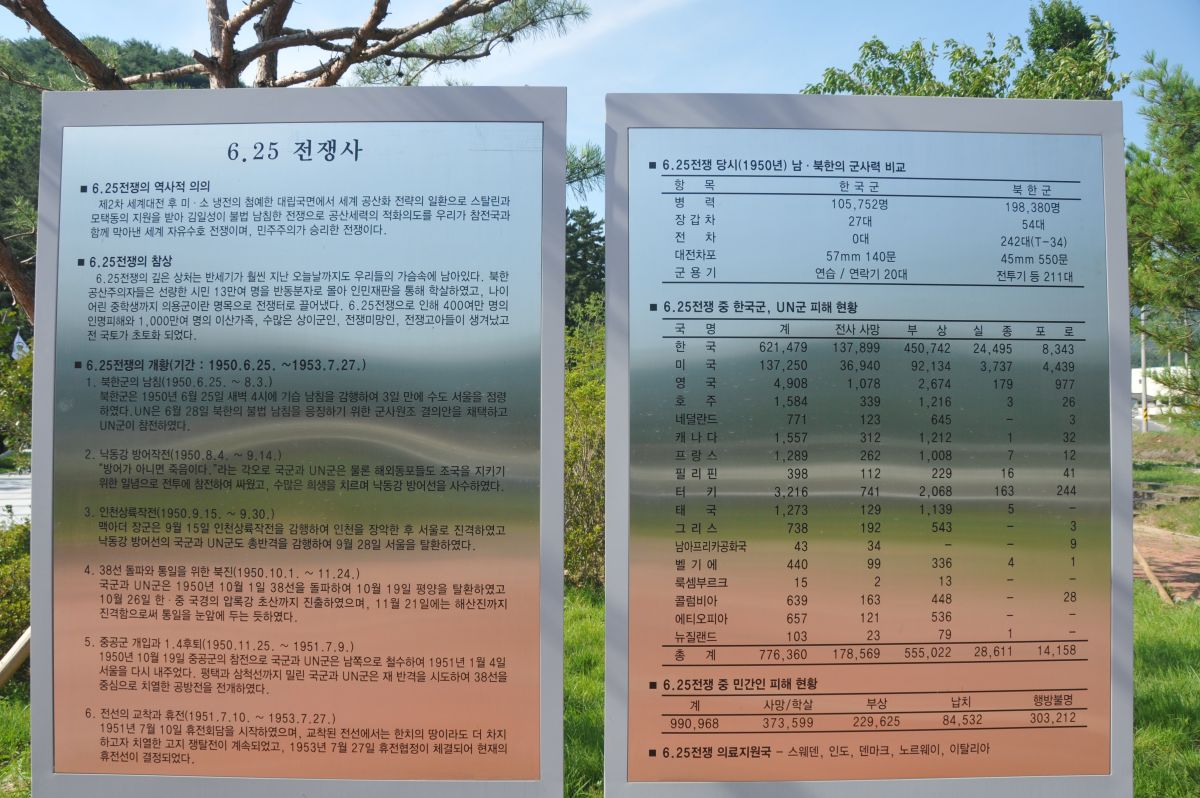 6.25 전쟁사
■ 6.25전쟁의 역사적 의의
제2차 세계대전 후 미·소 냉전의 첨예한 대립국면에서 세계 공산화 전략의 일환으로 스탈린과
모택동의 지원을 받아 김일성이 불법 남침한 전쟁으로 공산세력의 적화의도를 우리가 참전국과
함께 막아낸 세계 자유수호 전쟁이며, 민주주의가 승리한 전쟁이다.
■ 6.25전쟁의 참상
6.25전쟁의 깊은 상처는 반세기가 훨씬 지난 오늘날까지도 우리들의 가슴속에 남아있다. 북한
공산주의자들은 선량한 시민 13만여 명을 반동분자로 몰아 인민재판을 통해 학살하였고, 나이
어린 중학생까지 의용군이란 명목으로 전쟁터로 끌어냈다. 6.25전쟁으로 인해 400여만 명의
인명피해와 1,000만여 명의 이산가족, 수많은 상이군인, 전쟁미망인, 전쟁고아들이 생겨났고
전 국토가 초토화 되었다.
■ 6.25전쟁의 개황(기간 : 1950.6.25. ~1953.7.27.)
1. 북한군의 남침(1950.6.25. ~ 8.3.)
북한군은 1950년 6월 25일 새벽 4시에 기습 남침을 감행하여 3일 만에 수도 서울을 점령
하였다. UN은 6월 28일 북한의 불법 남침을 응징하기 위한 군사원조 결의안을 채택하고
UN군이 참전하였다.
2. 낙동강 방어작전(1950.8.4. ~ 9.14.)
"방어가 아니면 죽음이다."라는 각오로 국군과 UN군은 물론 해외동포들도 조국을 지키기
위한 일념으로 전투에 참전하여 싸웠고, 수많은 희생을 치르며 낙동강 방어선을 사수하였다.
3. 인천상륙작전(1950.9.15. ~ 9.30.)
맥아더 장군은 9월 15일 인천상륙작전을 감행하여 인천을 장악한 후 서울로 진격하였고
낙동강 방어선의 국군과 UN군도 총반격을 감행하여 9월 28일 서울을 탈환하였다.
4. 38선 돌파와 통일을 위한 북진(1950.10.1. ~ 11.24.)
국군과 UN군은 1950년 10월 1일 38선을 돌파하여 10월 19일 평양을 탈환하였고
10월 26일 한·중 국경의 압록강 초산까지 진출하였으며, 11월 21일에는 해산진까지
진격함으로써 통일을 눈앞에 두는 듯하였다.
5. 중공군 개입과 1.4후퇴(1950.11.25. ~ 1951.7.9.)
1950년 10월 19일 중공군의 참전으로 국군과 UN군은 남쪽으로 철수하여 1951년 1월 4일
서울을 다시 내주었다. 평택과 삼척선까지 밀린 국군과 UN군은 재 반격을 시도하여 38선을
중심으로 치열한 공방전을 전개하였다.
6. 전선의 교착과 휴전(1951.7.10. ~ 1953.7.27.)
1951년 7월 10일 휴전회담을 시작하였으며, 교착된 전선에서는 한치의 땅이라도 더 차지
하고자 치열한 고지 쟁탈전이 계속되었고, 1953년 7월 27일 휴전협정이 체결되어 현재의
휴전선이 결정되었다.
■ 6.25전쟁 당시(1950년) 남·북한의 군사력 비교
항 목 한국군 북한군
병 력 105,752명 198,380명
장갑차 27대 54대
전 차 0대 242대(T-34)
대전차포 57mm 140문 45mm 550문
군용기 연습 / 연락기 20대 전투기 등 211대
■ 6.25전쟁 중 한국군, UN군 피해 현황
국 명 계 전사 사망 부 상 실 종 포 로
한 국 621,479 137,899 450,742 24,495 8,343
미 국 137,250 36,940 92,134 3,737 4,439
영 국 4,908 1,078 2,674 179 977
호 주 1,584 339 1,216 3 26
네덜란드 771 123 645 – 3
캐나다 1,557 312 1,212 1 32
프랑스 1,289 262 1,008 7 12
필리핀 398 112 229 16 41
터 키 3,216 741 2,068 163 244
태 국 1,273 129 1,139 5 –
그리스 738 192 543 – 3
남아프리카공화국 43 34 – – 9
벨기에 440 99 336 4 1
룩셈부르크 15 2 13 – –
콜럼비아 639 163 448 – 28
에티오피아 657 121 536 – –
뉴질랜드 103 23 79 1 –
총 계 776,360 178,569 555,022 28,611 14,158
■ 6.25전쟁 중 민간인 피해 현황
계 사망/학살 부상 납치 행방불명
990,968 373,599 229,625 84,532 303,212
■ 6.25전쟁 의료지원국 – 스웨덴, 인도, 덴마크, 노르웨이, 이탈리아